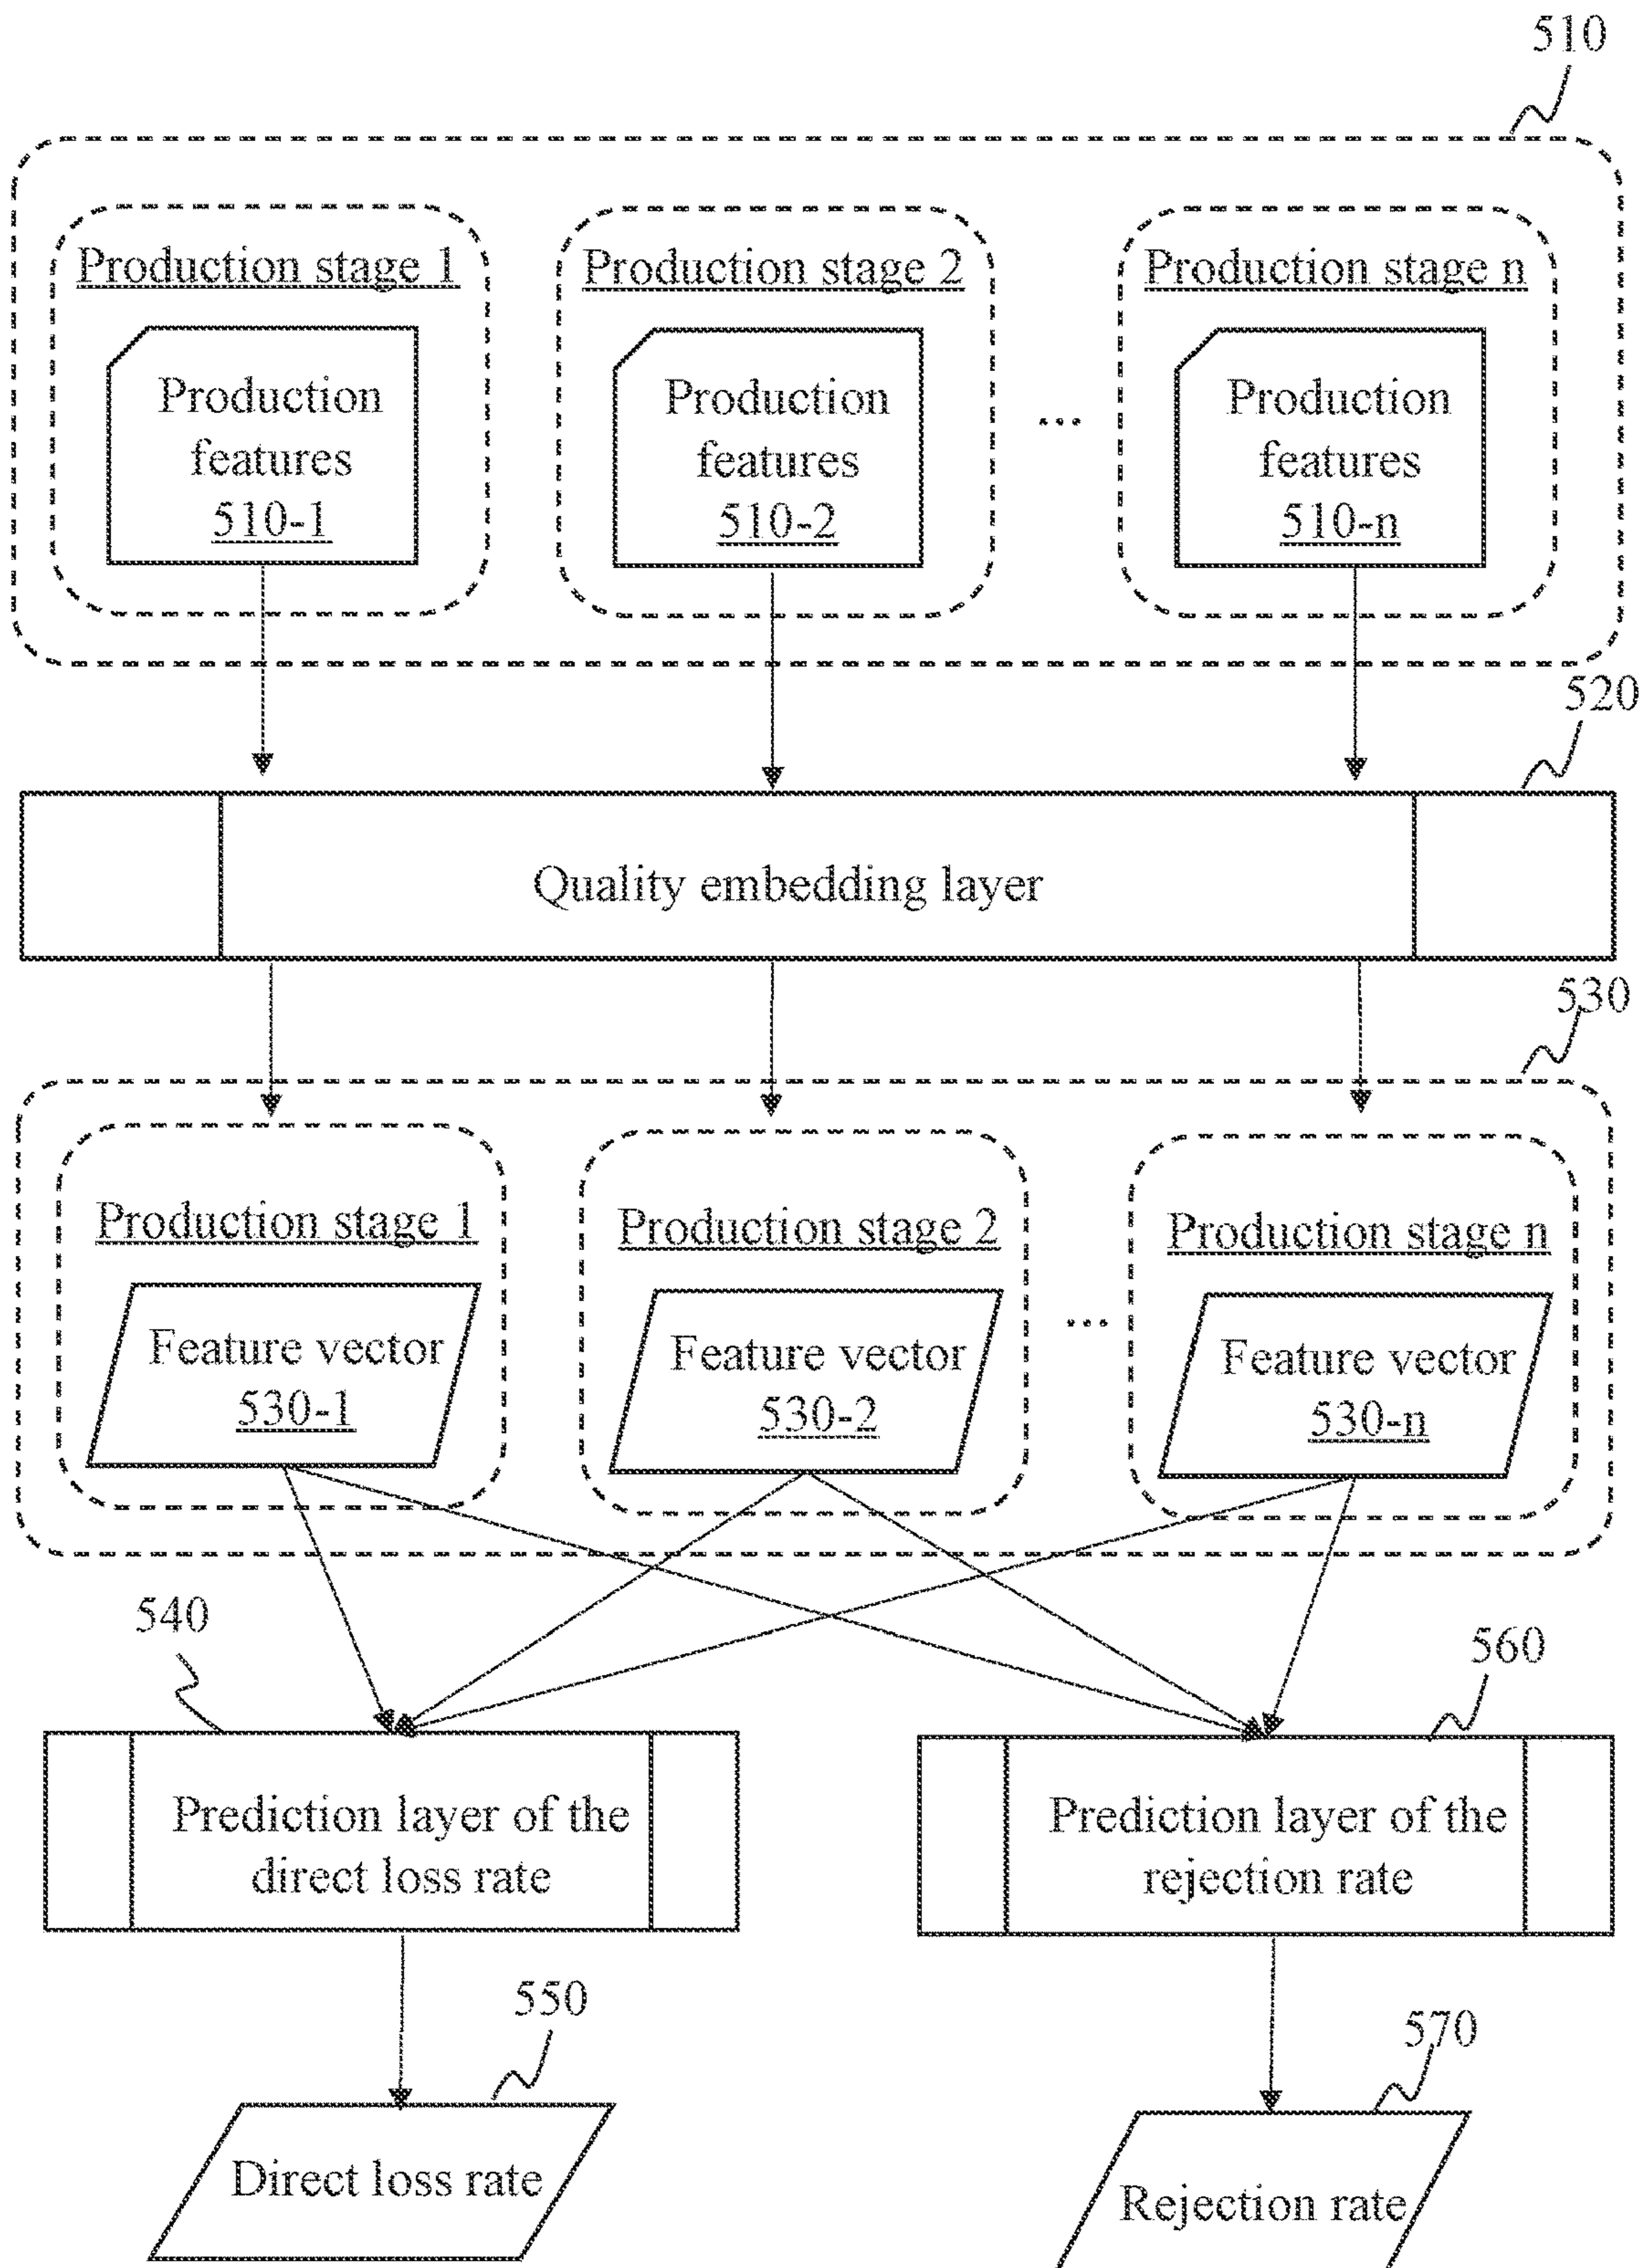 510
Production stage 1
Production
features
510-1
Production stage 2
Production
features
510-2
...
Production stage n
Production
features
510-n
520
Quality embedding layer
530
Production stage 1
Feature vector
530-1
Production stage 2
Feature vector
530-2
...
Production stage n
Feature vector
530-n
540
Prediction layer of the
direct loss rate
560
Prediction layer of the
rejection rate
550
Direct loss rate
570
Rejection rate